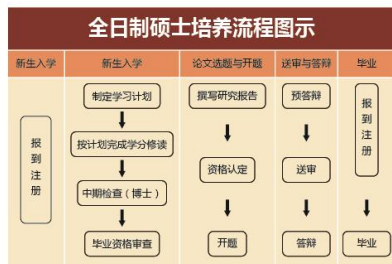 全日制硕士培养流程图示
新生入学
新生入学
论文选题与开题
送审与答辩
毕业
报到注册
制定学习计划
按计划完成学分修读
中期检查（博士）
毕业资格审查
撰写研究报告
资格认定
开题
预答辩
送审
答辩
报到注册
毕业